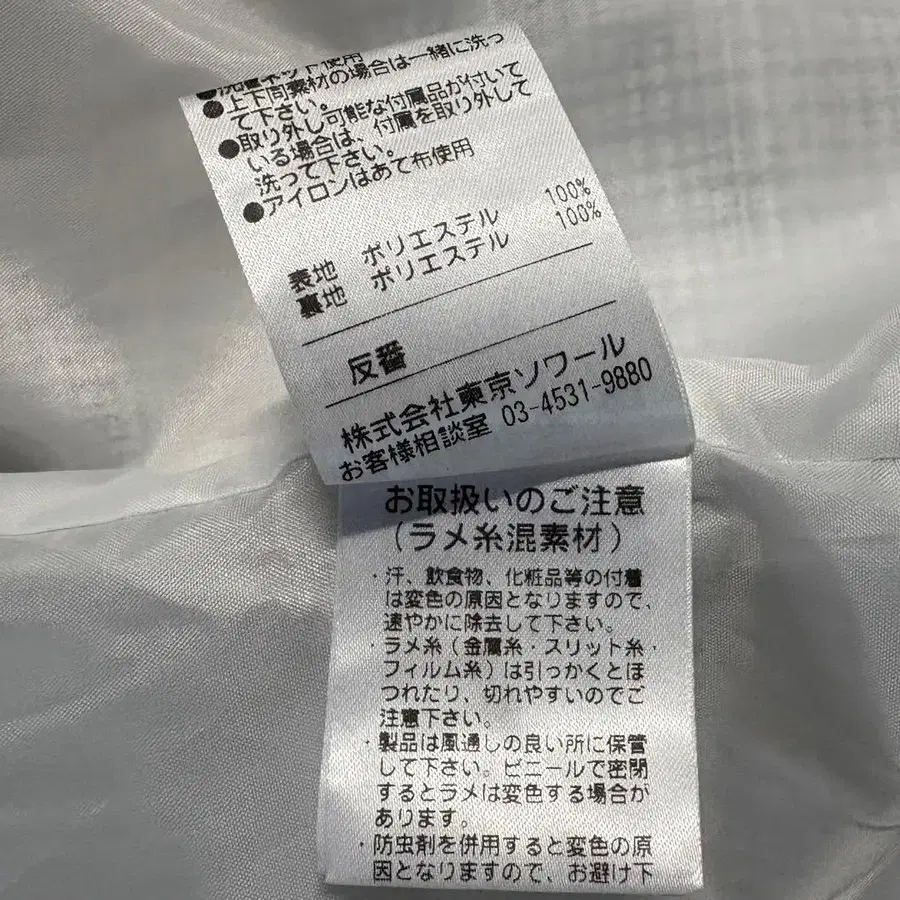 ●洗濯ネット使用
●上下同素材の場合は一緒に洗っ
て下さい。
●取り外し可能な付属品が付いて
いる場合は、付属を取り外して
洗って下さい。
●アイロンはあて布使用
表地 ポリエステル 100%
裏地 ポリエステル 100%
反番
株式会社東京ソワール
お客様相談室 03-4531-9880
お取扱いのご注意
(ラメ糸混素材)
・汗、飲食物、化粧品等の付着
は変色の原因となりますので、
速やかに除去して下さい。
・ラメ糸(金属糸・スリット糸・
フィルム糸)は引っかくとほ
つれたり、切れやすいのでご
注意下さい。
・製品は風通しの良い所に保管
して下さい。ビニールで密閉
するとラメは変色する場合が
あります。
・防虫剤を併用すると変色の原
因となりますので、お避け下